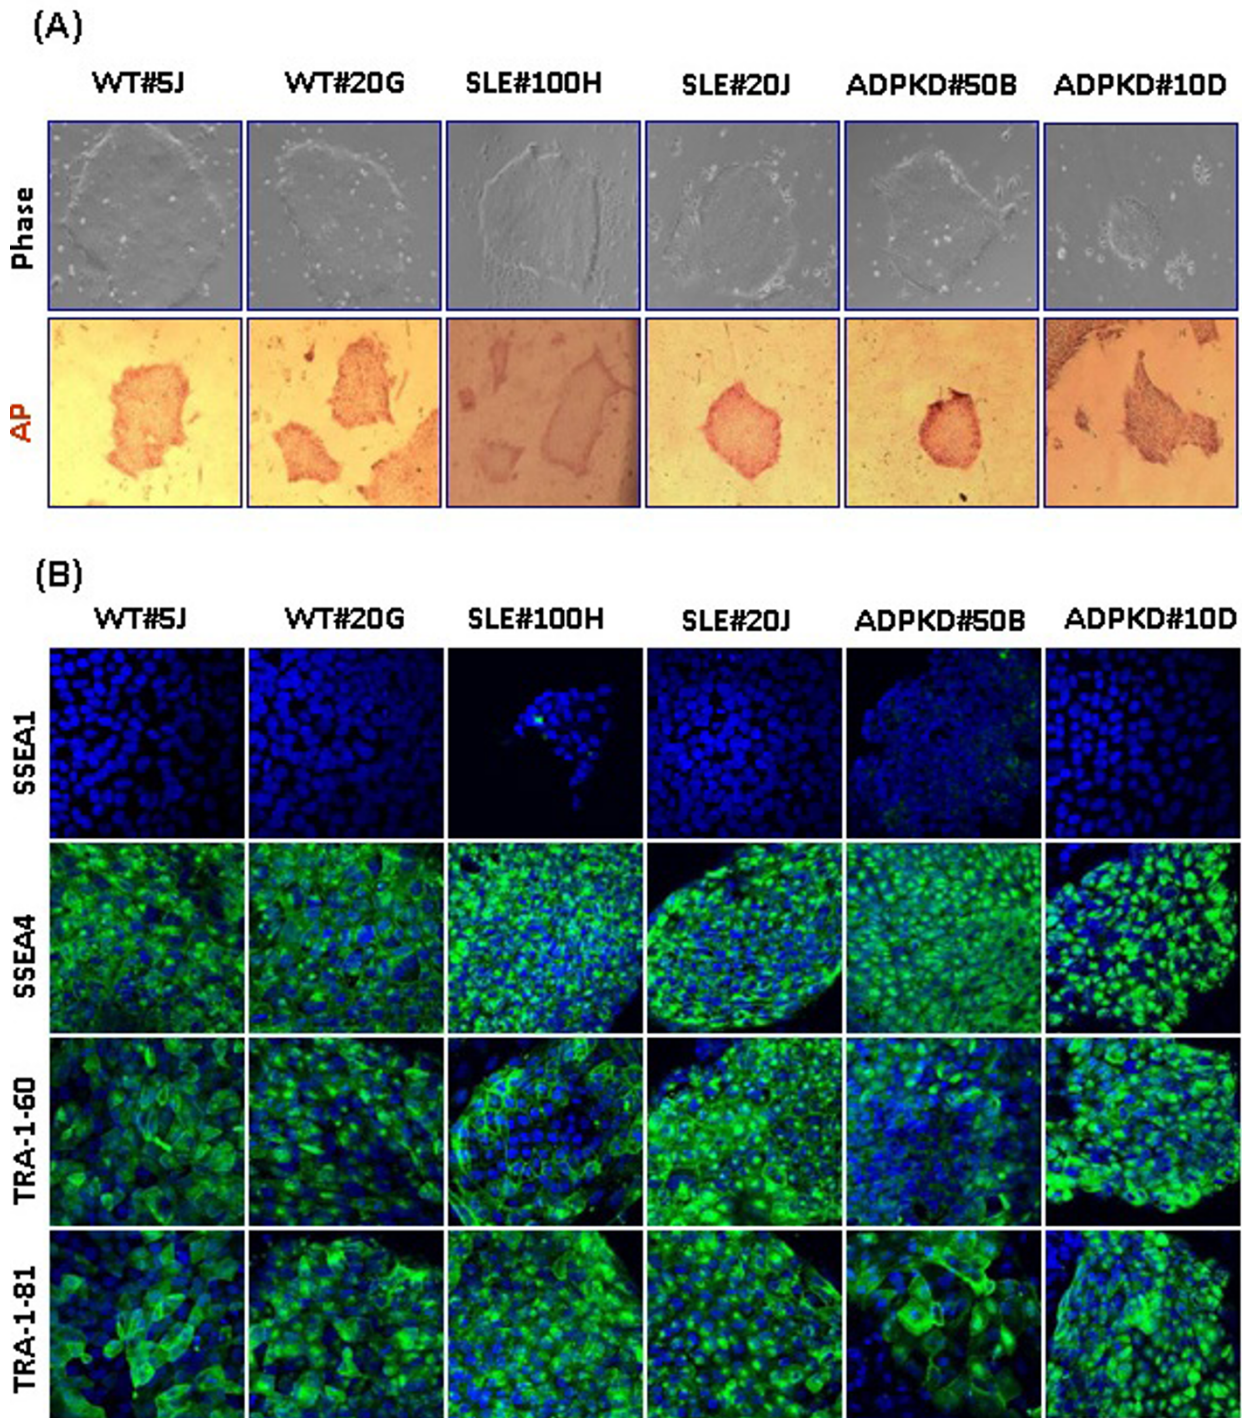 (A)
WT#5J WT#20G SLE#100H SLE#20J ADPKD#50B ADPKD#10D
Phase
AP
(B)
WT#5J WT#20G SLE#100H SLE#20J ADPKD#50B ADPKD#10D
SSEA1
SSEA4
TRA-1-60
TRA-1-81